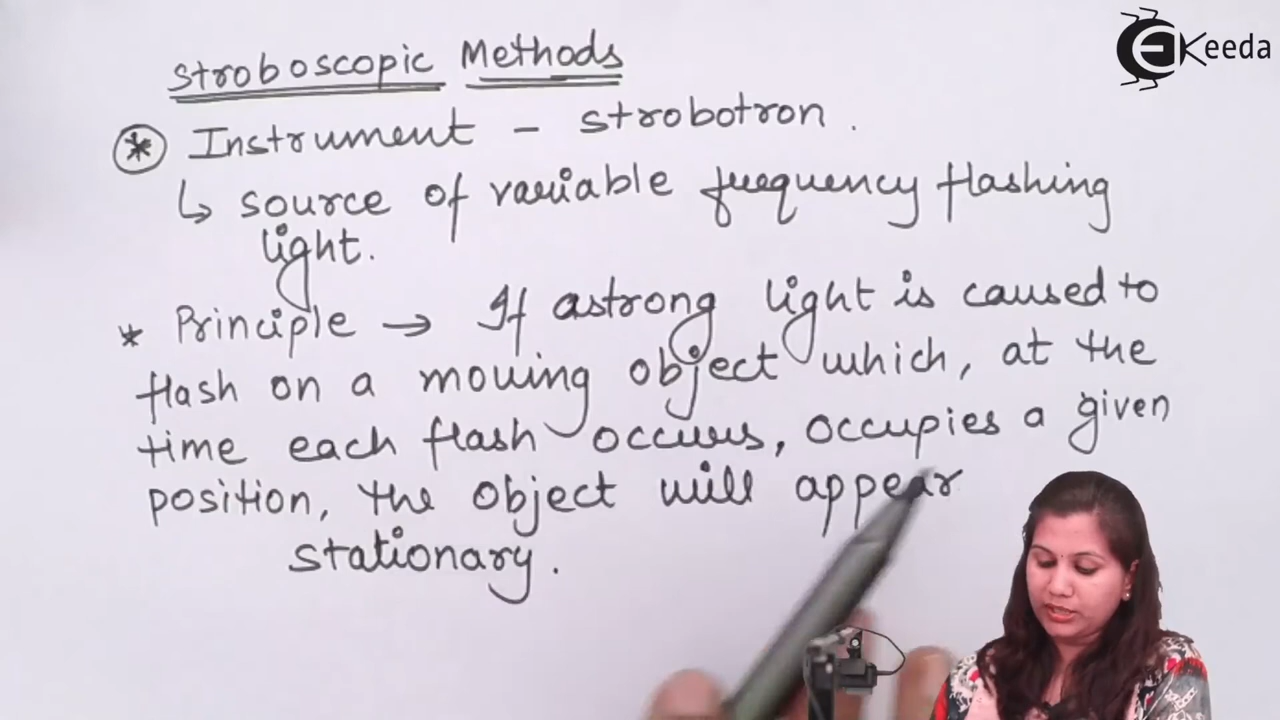 Stroboscopic Methods
Instrument - strobotron.
↳ source of variable frequency flashing
light.
* Principle → If a strong light is caused to
flash on a moving object which, at the
time each flash occurs, occupies a given
position, the object will appear
stationary.
EKeeda